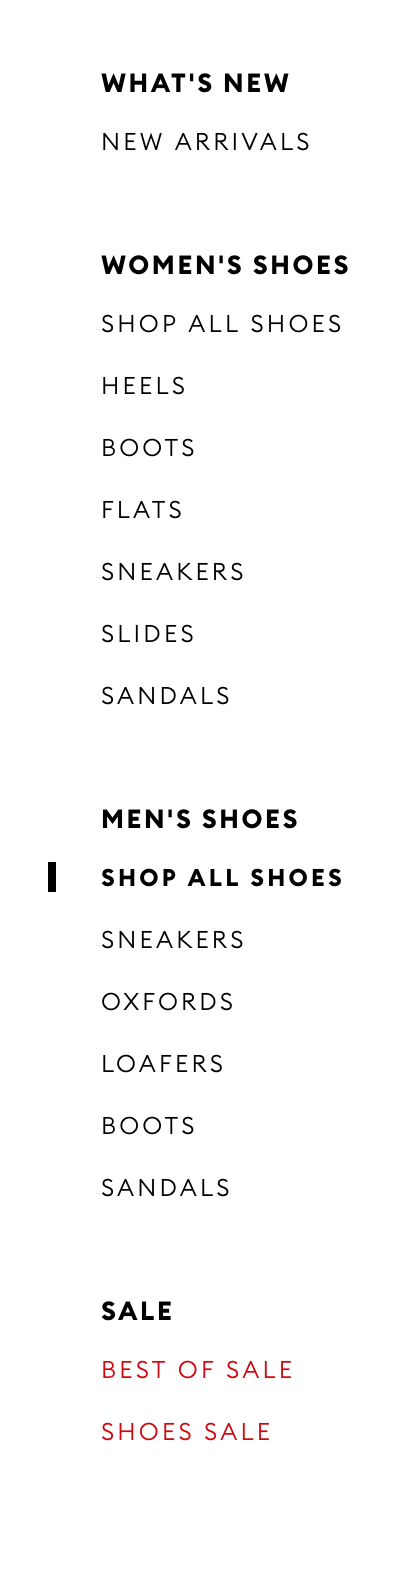 WHAT'S NEW
NEW ARRIVALS
WOMEN'S SHOES
SHOP ALL SHOES
HEELS
BOOTS
FLATS
SNEAKERS
SLIDES
SANDALS
MEN'S SHOES
SHOP ALL SHOES
SNEAKERS
OXFORDS
LOAFERS
BOOTS
SANDALS
SALE
BEST OF SALE
SHOES SALE